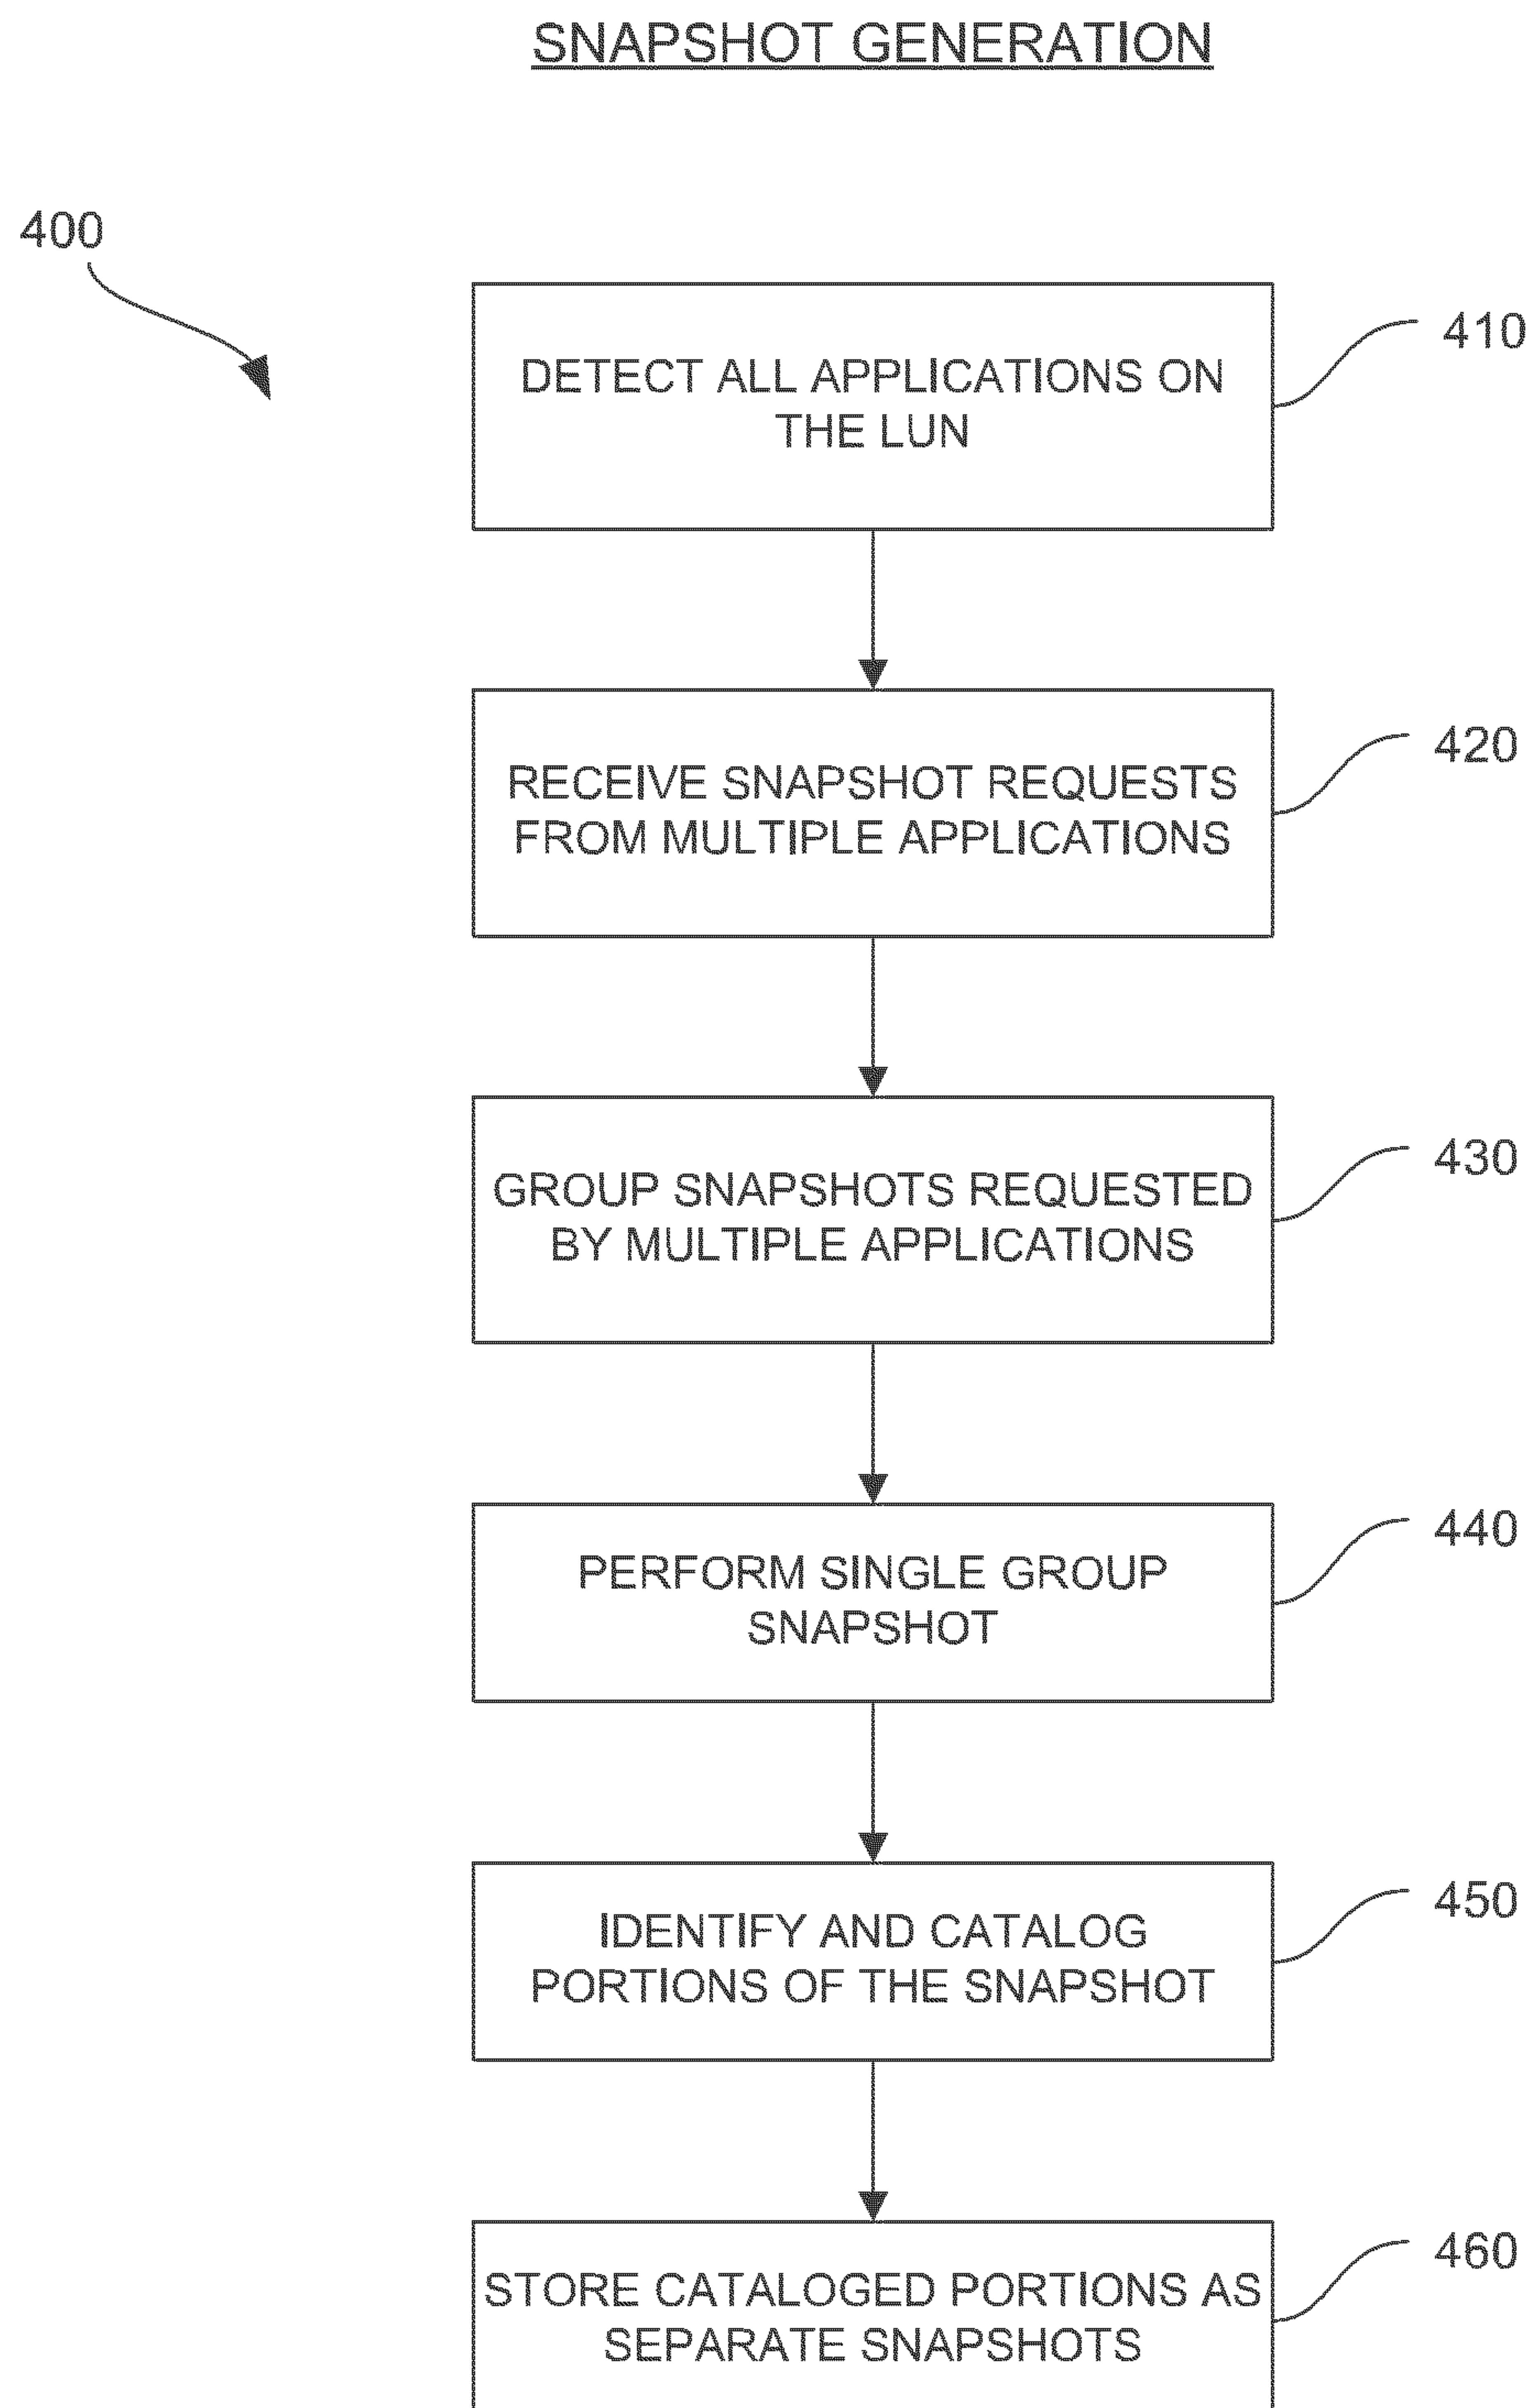 SNAPSHOT GENERATION
400
410
DETECT ALL APPLICATIONS ON
THE LUN
420
RECEIVE SNAPSHOT REQUESTS
FROM MULTIPLE APPLICATIONS
430
GROUP SNAPSHOTS REQUESTED
BY MULTIPLE APPLICATIONS
440
PERFORM SINGLE GROUP
SNAPSHOT
450
IDENTIFY AND CATALOG
PORTIONS OF THE SNAPSHOT
460
STORE CATALOGED PORTIONS AS
SEPARATE SNAPSHOTS